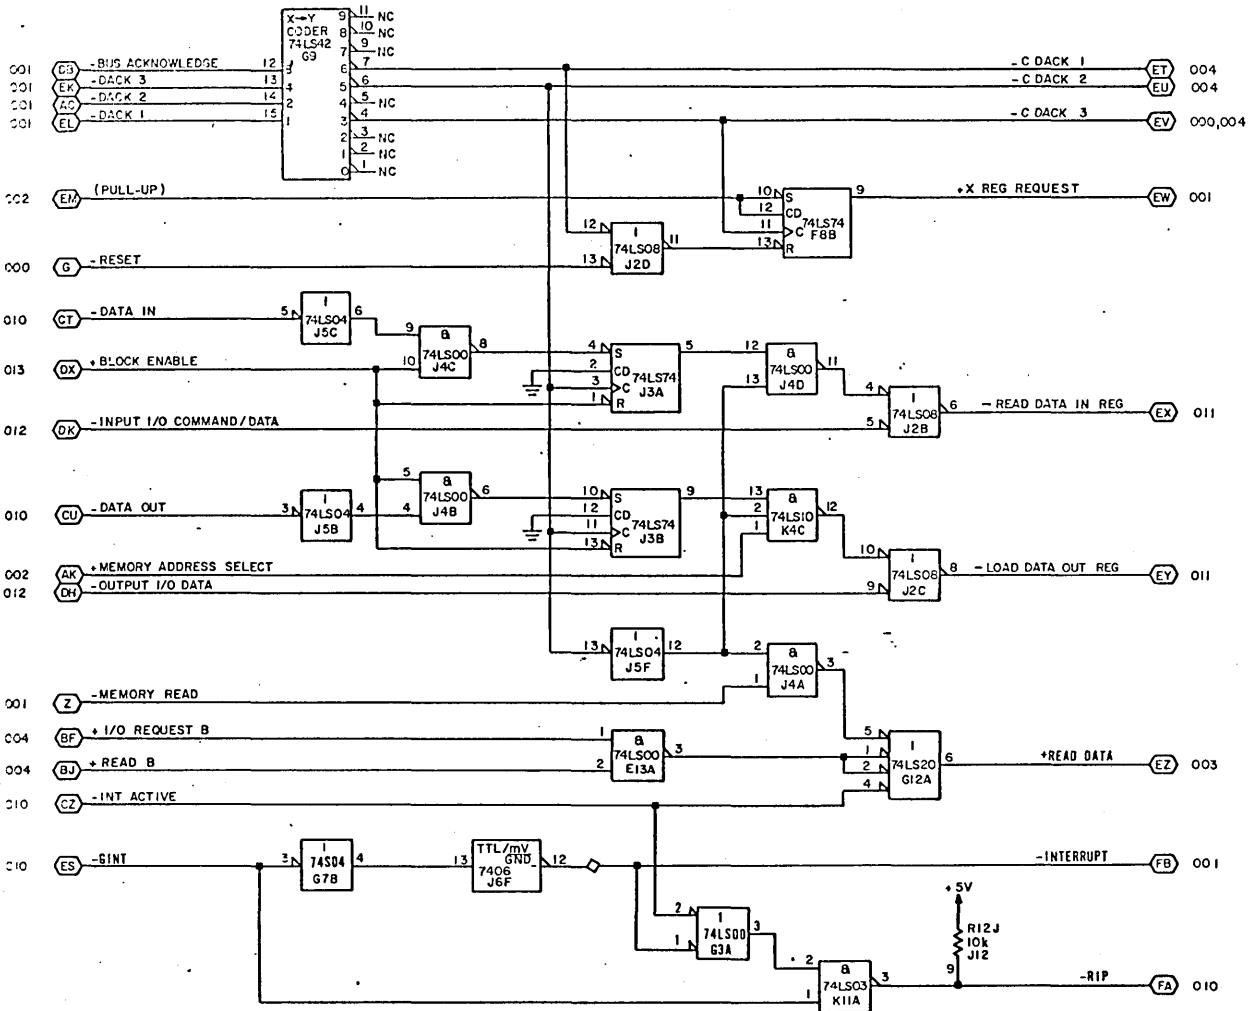 X→Y 9 11 NC
CODER 8 10 NC
74LS42 7 9 NC
G9
001 DB -BUS ACKNOWLEDGE 12 6 7 -C DACK 1 ET 004
001 EK -DACK 3 13 4 5 6 -C DACK 2 EU 004
001 AC -DACK 2 14 2 4 5 NC
001 EL -DACK 1 15 1 3 4 -C DACK 3 EV 000,004
2 3 NC
1 2 NC
0 1 NC
002 EM (PULL-UP) 10 S 9 +X REG REQUEST EW 001
12 CD
11 C 74LS74
F8B
13 R
12 1 11
74LS08
J2D
000 G -RESET 13
010 CT -DATA IN 5 1 6
74LS04
J5C
9 & 8
74LS00
J4C
013 DX +BLOCK ENABLE 10
4 S 5
2 CD
3 C 74LS74
J3A
1 R
12 & 11
13 74LS00
J4D
4 1 6 -READ DATA IN REG EX 011
74LS08
J2B
012 DK -INPUT I/O COMMAND/DATA 5
5 & 6
74LS00
J4B
4
010 CU -DATA OUT 3 1 4
74LS04
J5B
10 S 9
12 CD
11 C 74LS74
J3B
13 R
13 & 12
2 74LS10
1 K4C
002 AK +MEMORY ADDRESS SELECT
10 1 8 -LOAD DATA OUT REG EY 011
74LS08
J2C
012 DH -OUTPUT I/O DATA 9
13 1 12
74LS04
J5F
2 & 3
74LS00
1 J4A
001 Z -MEMORY READ
004 BF +I/O REQUEST B 1 & 3
74LS00
E13A
004 BJ +READ B 2
5 1 6 +READ DATA EZ 003
1
2 74LS20
G12A
4
010 CZ -INT ACTIVE
010 ES -GINT 3 1 4
74S04
G7B
13 TTL/mV 12
GND
7406
J6F
-INTERRUPT FB 001
2 1 3
74LS00
1 G3A
+5V
R12J
10k
J12
9
2 & 3 -RIP FA 010
74LS03
1 K11A